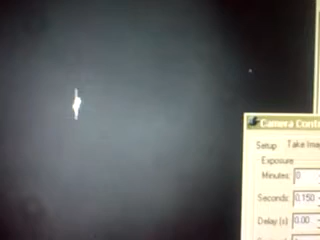 Camera Contr
Setup Take Ima
Exposure
Minutes: 0
Seconds: 0.150
Delay (s) 0.00